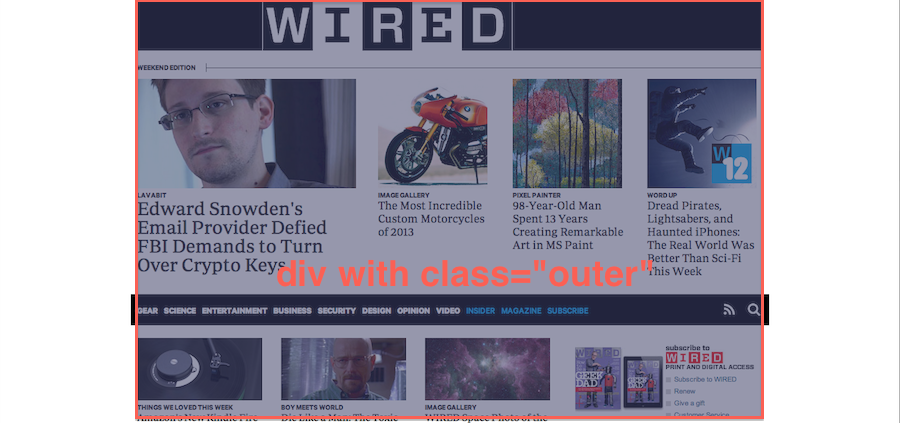 WIRED
WEEKEND EDITION
LAVABIT
Edward Snowden's
Email Provider Defied
FBI Demands to Turn
Over Crypto Keys
IMAGE GALLERY
The Most Incredible
Custom Motorcycles
of 2013
PIXEL PAINTER
98-Year-Old Man
Spent 13 Years
Creating Remarkable
Art in MS Paint
W
12
WORD UP
Dread Pirates,
Lightsabers, and
Haunted iPhones:
The Real World Was
Better Than Sci-Fi
This Week
div with class="outer"
GEAR SCIENCE ENTERTAINMENT BUSINESS SECURITY DESIGN OPINION VIDEO INSIDER MAGAZINE SUBSCRIBE
THINGS WE LOVED THIS WEEK
Amazon's New Kindle Fire
BOY MEETS WORLD
Die Like a Man: The Toxic
IMAGE GALLERY
WIRED Space Photo of the
GEEK
DAD
subscribe to
WIRED
PRINT AND DIGITAL ACCESS
Subscribe to WIRED
Renew
Give a gift
Customer Service